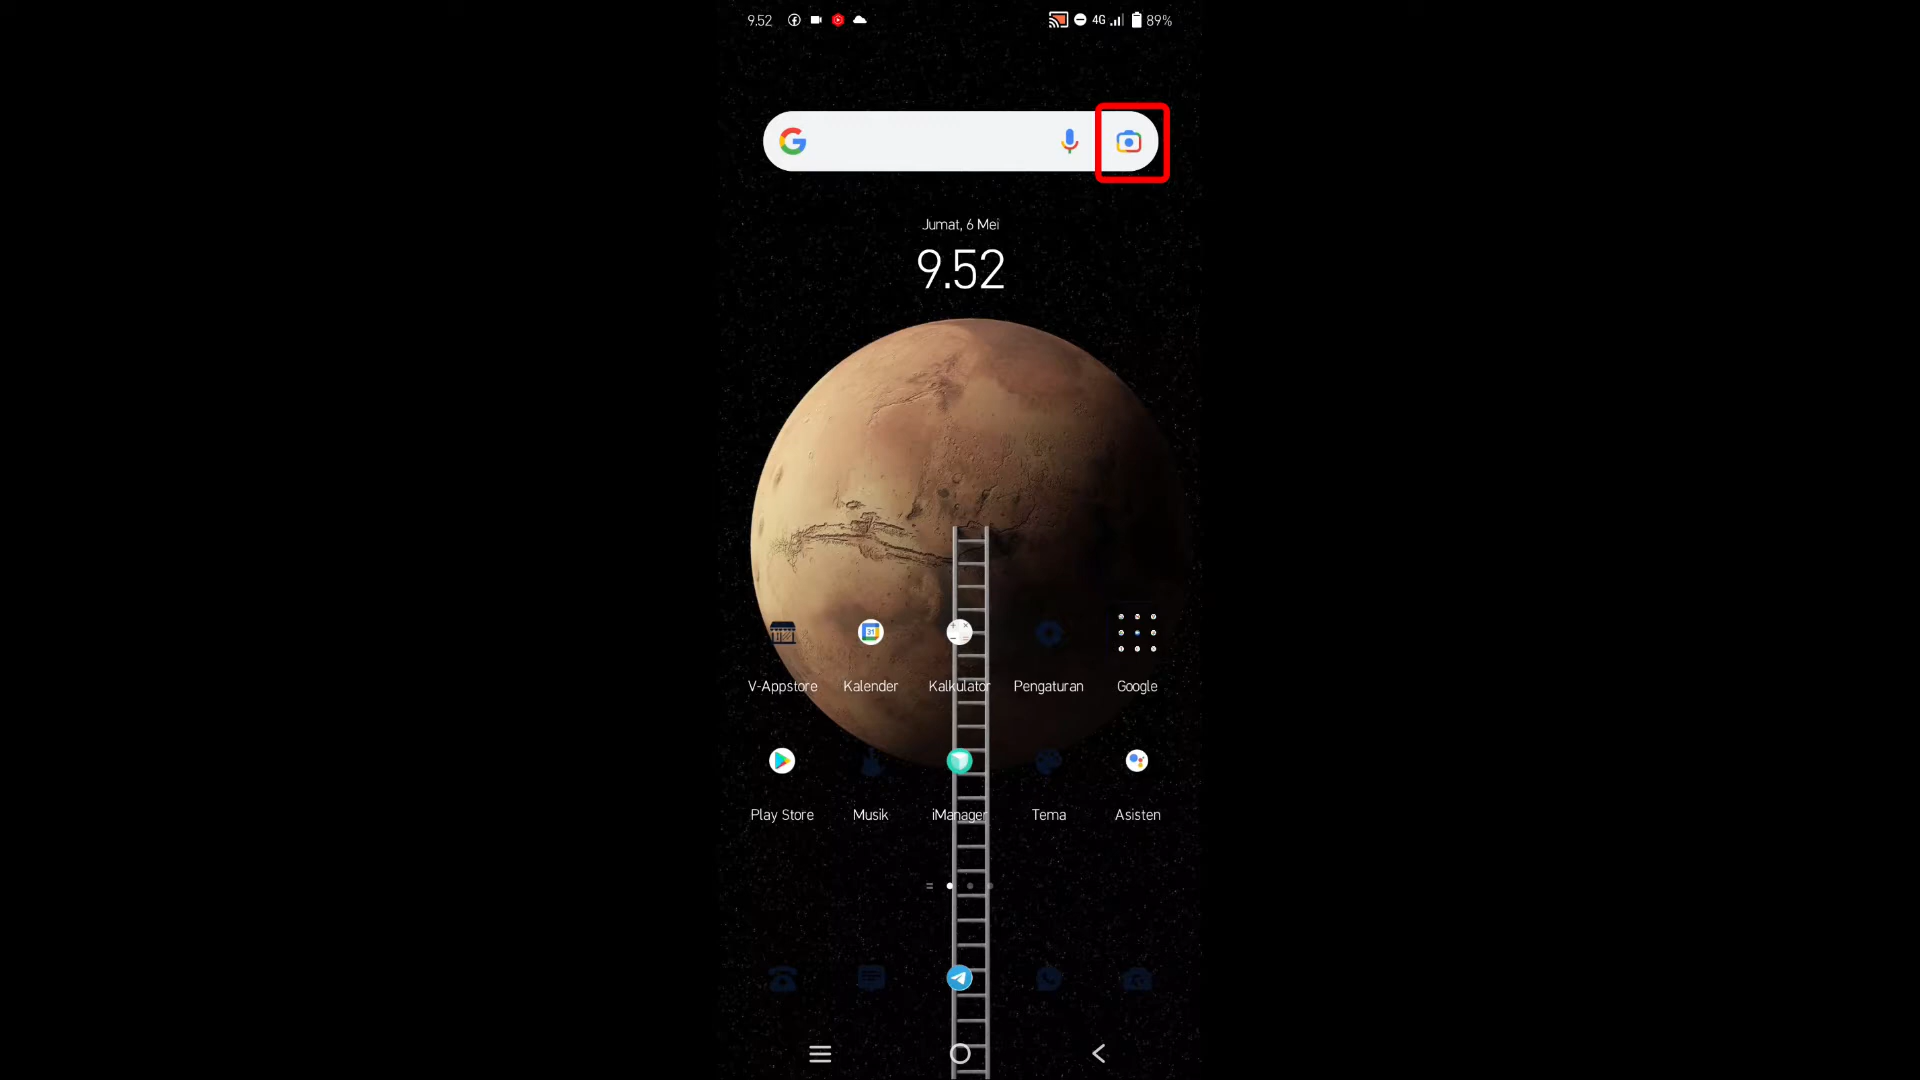 9.52
4G 89%
Jumat, 6 Mei
9.52
31
V-Appstore Kalender Kalkulator Pengaturan Google
Play Store Musik iManager Tema Asisten